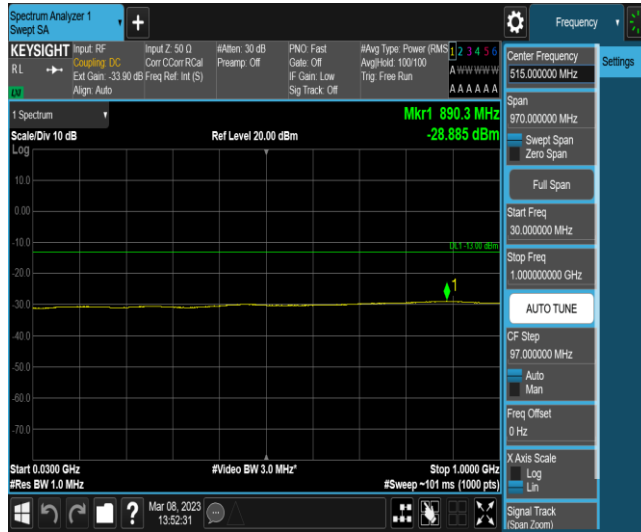 Spectrum Analyzer 1
Swept SA
+
Frequency
KEYSIGHT
R L
LXI
Input: RF
Coupling: DC
Ext Gain: -33.90 dB
Align: Auto
Input Z: 50 Ω
Corr CCorr RCal
Freq Ref: Int (S)
#Atten: 30 dB
Preamp: Off
PNO: Fast
Gate: Off
IF Gain: Low
Sig Track: Off
#Avg Type: Power (RMS
Avg|Hold: 100/100
Trig: Free Run
1 2 3 4 5 6
A W W W W W
A A A A A A
1 Spectrum
Mkr1 890.3 MHz
Scale/Div 10 dB
Ref Level 20.00 dBm
-28.885 dBm
Log
10.0
0.00
-10.0
DL1 -13.00 dBm
-20.0
1
-30.0
-40.0
-50.0
-60.0
-70.0
Start 0.0300 GHz
#Video BW 3.0 MHz*
Stop 1.0000 GHz
#Res BW 1.0 MHz
#Sweep ~101 ms (1000 pts)
Mar 08, 2023
13:52:31
?
Center Frequency
515.000000 MHz
Settings
Span
970.000000 MHz
Swept Span
Zero Span
Full Span
Start Freq
30.000000 MHz
Stop Freq
1.000000000 GHz
AUTO TUNE
CF Step
97.000000 MHz
Auto
Man
Freq Offset
0 Hz
X Axis Scale
Log
Lin
Signal Track
(Span Zoom)